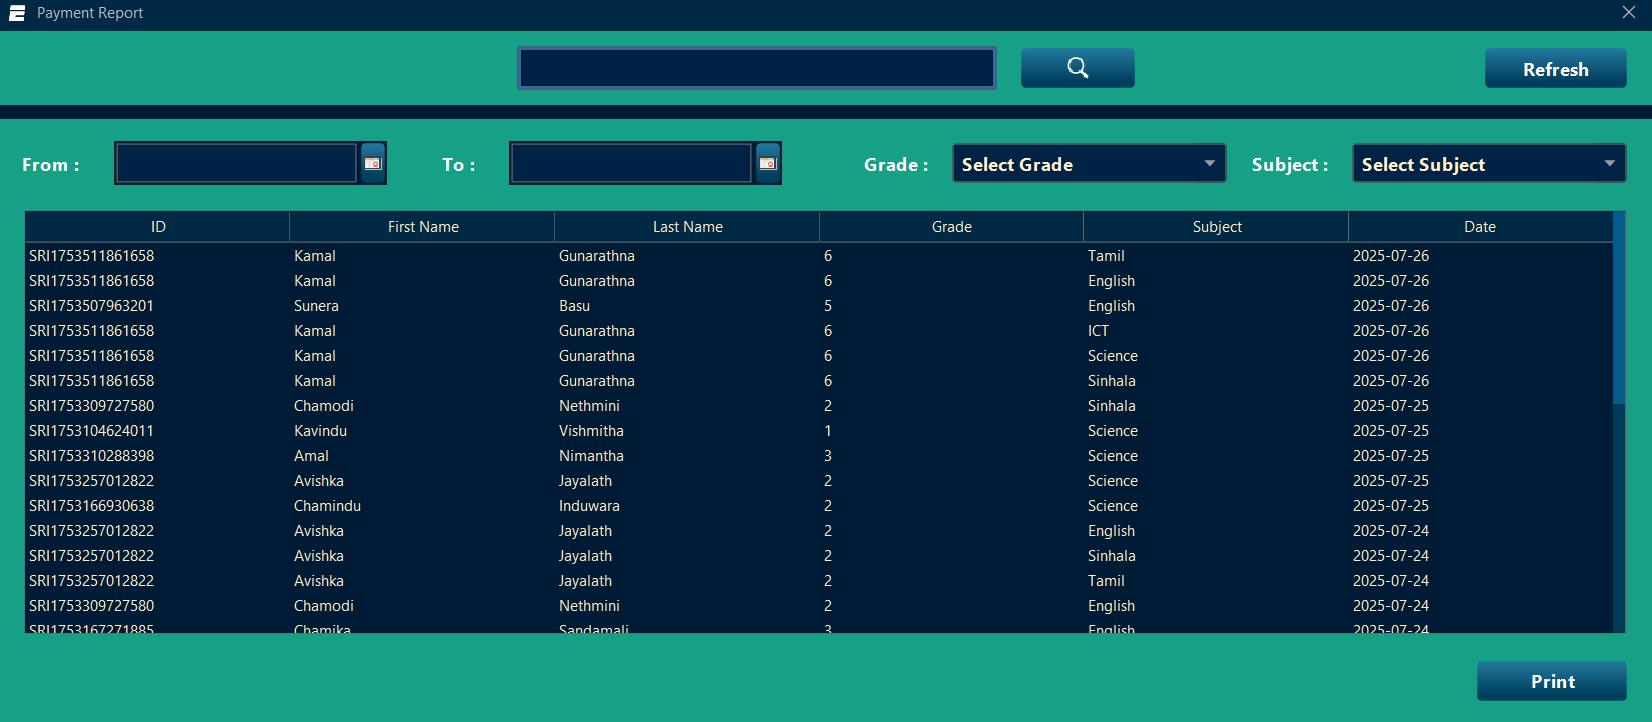 Payment Report
Refresh
From : To : Grade : Select Grade Subject : Select Subject
ID First Name Last Name Grade Subject Date
SRI1753511861658 Kamal Gunarathna 6 Tamil 2025-07-26
SRI1753511861658 Kamal Gunarathna 6 English 2025-07-26
SRI1753507963201 Sunera Basu 5 English 2025-07-26
SRI1753511861658 Kamal Gunarathna 6 ICT 2025-07-26
SRI1753511861658 Kamal Gunarathna 6 Science 2025-07-26
SRI1753511861658 Kamal Gunarathna 6 Sinhala 2025-07-26
SRI1753309727580 Chamodi Nethmini 2 Sinhala 2025-07-25
SRI1753104624011 Kavindu Vishmitha 1 Science 2025-07-25
SRI1753310288398 Amal Nimantha 3 Science 2025-07-25
SRI1753257012822 Avishka Jayalath 2 Science 2025-07-25
SRI1753166930638 Chamindu Induwara 2 Science 2025-07-25
SRI1753257012822 Avishka Jayalath 2 English 2025-07-24
SRI1753257012822 Avishka Jayalath 2 Sinhala 2025-07-24
SRI1753257012822 Avishka Jayalath 2 Tamil 2025-07-24
SRI1753309727580 Chamodi Nethmini 2 English 2025-07-24
SRI1753167271885 Chamika Sandamali 3 English 2025-07-24
Print